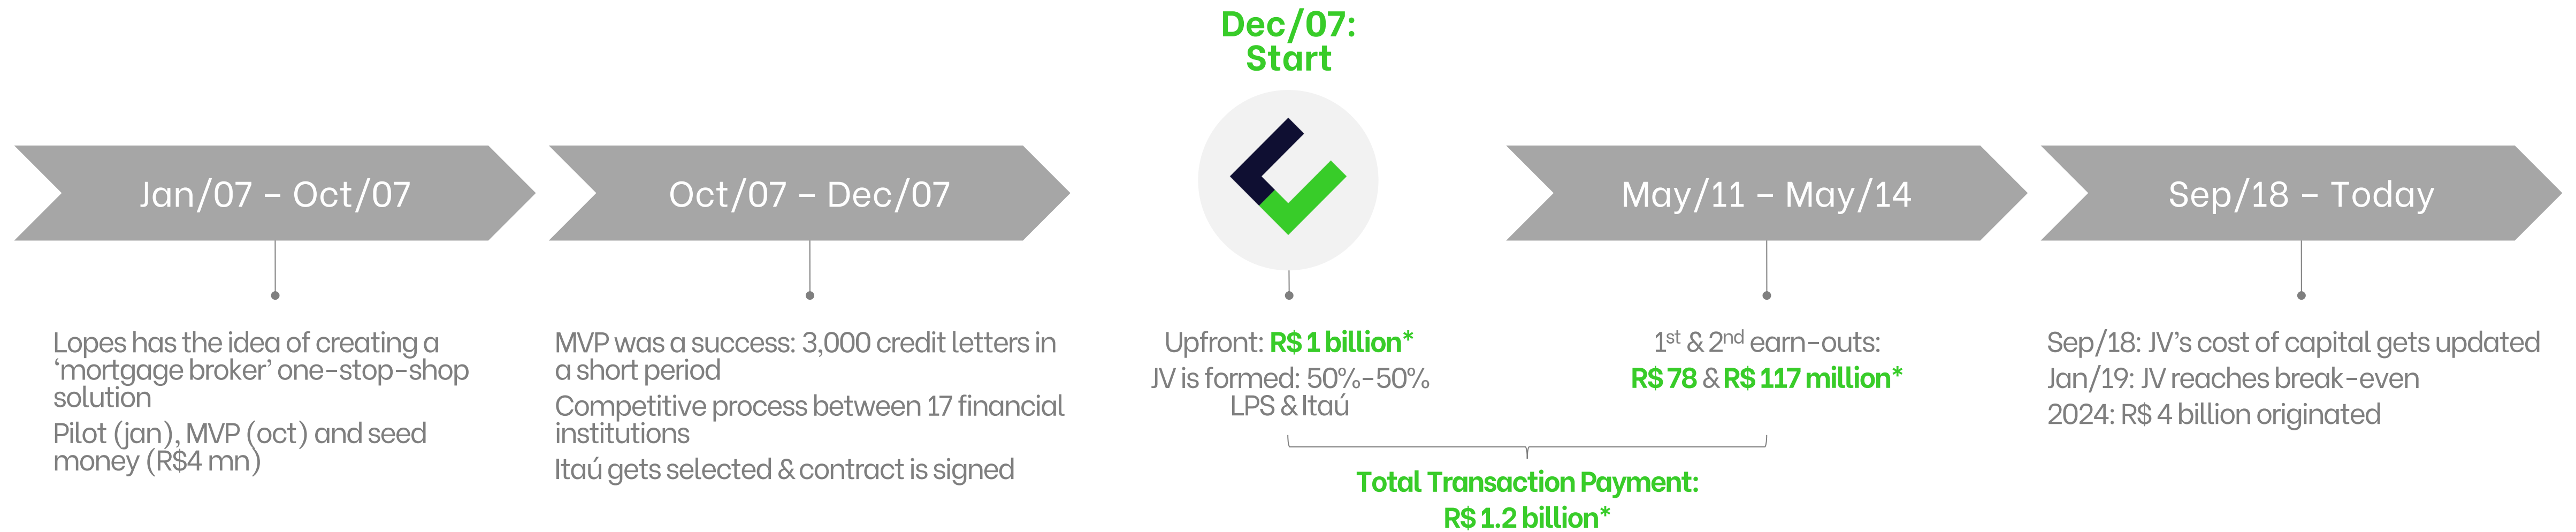 Dec/07:
Start
Jan/07 – Oct/07
Oct/07 – Dec/07
May/11 – May/14
Sep/18 – Today
Lopes has the idea of creating a
‘mortgage broker’ one-stop-shop
solution
Pilot (jan), MVP (oct) and seed
money (R$4 mn)
MVP was a success: 3,000 credit letters in
a short period
Competitive process between 17 financial
institutions
Itaú gets selected & contract is signed
Upfront: R$ 1 billion*
JV is formed: 50%-50%
LPS & Itaú
1st & 2nd earn-outs:
R$ 78 & R$ 117 million*
Total Transaction Payment:
R$ 1.2 billion*
Sep/18: JV’s cost of capital gets updated
Jan/19: JV reaches break-even
2024: R$ 4 billion originated